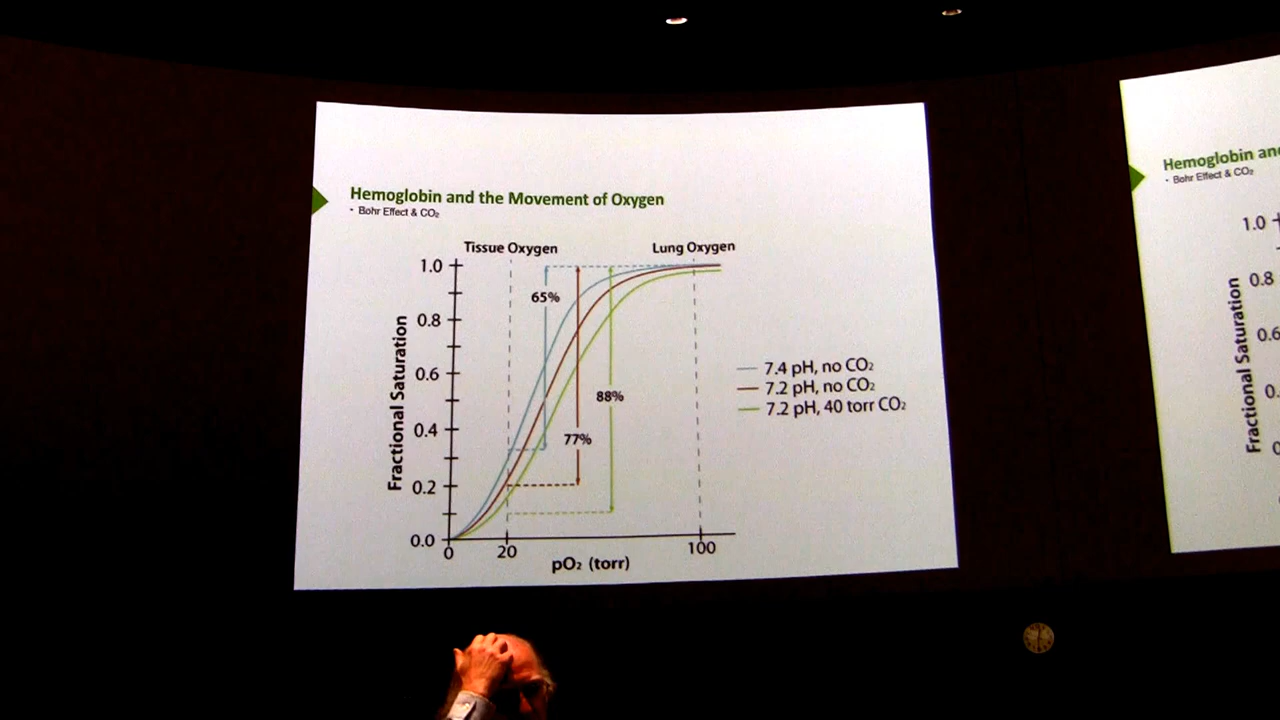 Hemoglobin and the Movement of Oxygen
• Bohr Effect & CO₂
Tissue Oxygen
Lung Oxygen
1.0
65%
0.8
0.6
88%
0.4
77%
0.2
0.0
0
20
100
Fractional Saturation
pO₂ (torr)
7.4 pH, no CO₂
7.2 pH, no CO₂
7.2 pH, 40 torr CO₂
Hemoglobin and
• Bohr Effect & CO₂
1.0
0.8
0.6
Fractional Saturation